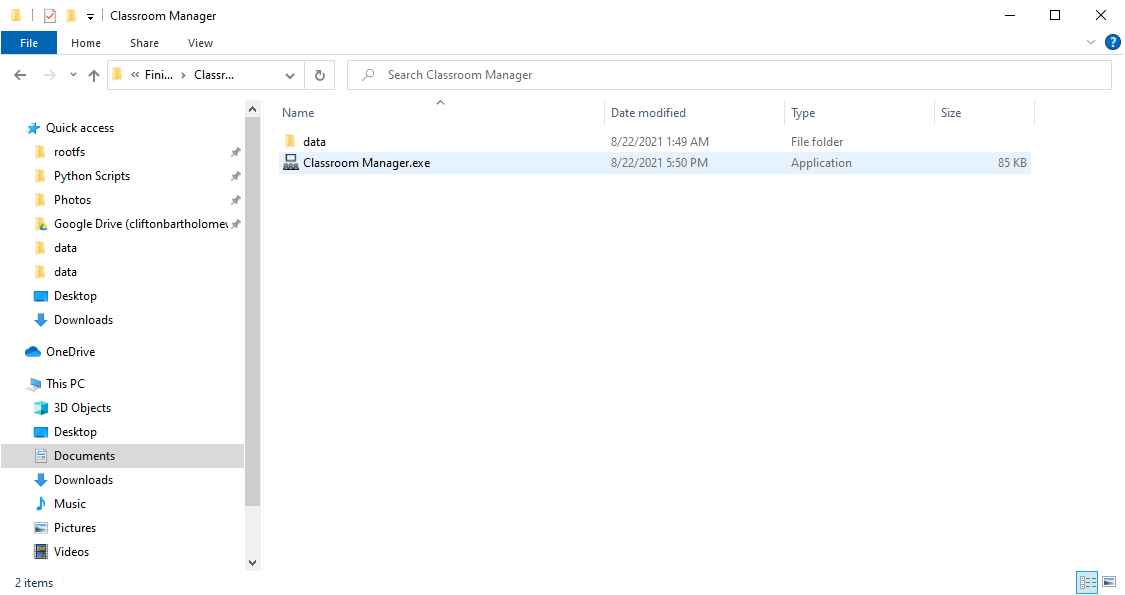 Classroom Manager
File Home Share View
Fini... Classr... Search Classroom Manager
Name Date modified Type Size
data 8/22/2021 1:49 AM File folder
Classroom Manager.exe 8/22/2021 5:50 PM Application 85 KB
Quick access
rootfs
Python Scripts
Photos
Google Drive (cliftonbartholomew
data
data
Desktop
Downloads
OneDrive
This PC
3D Objects
Desktop
Documents
Downloads
Music
Pictures
Videos
2 items